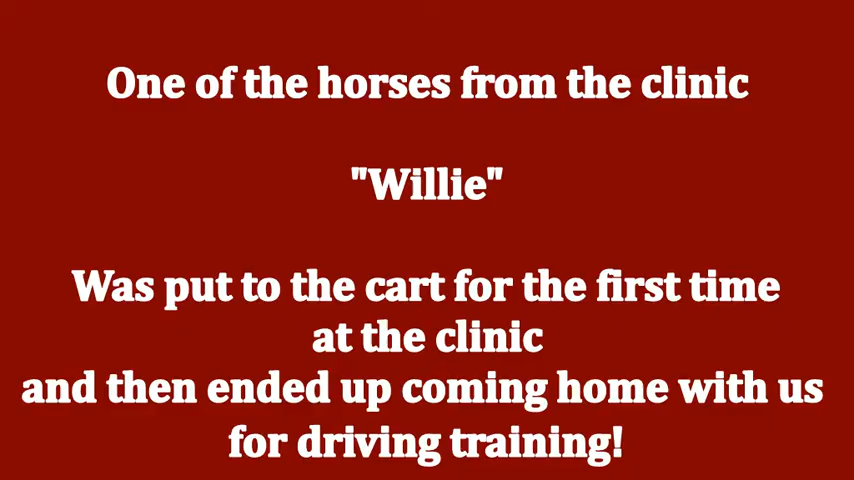 One of the horses from the clinic
"Willie"
Was put to the cart for the first time
at the clinic
and then ended up coming home with us
for driving training!